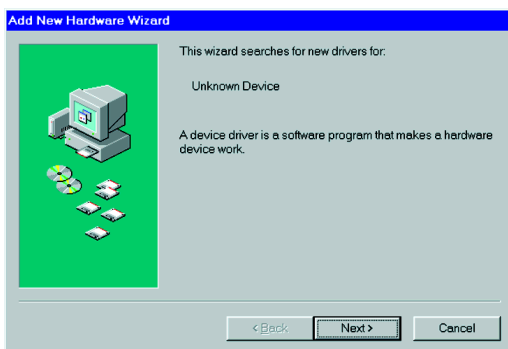 Add New Hardware Wizard
This wizard searches for new drivers for:
Unknown Device
A device driver is a software program that makes a hardware
device work.
< Back
Next >
Cancel